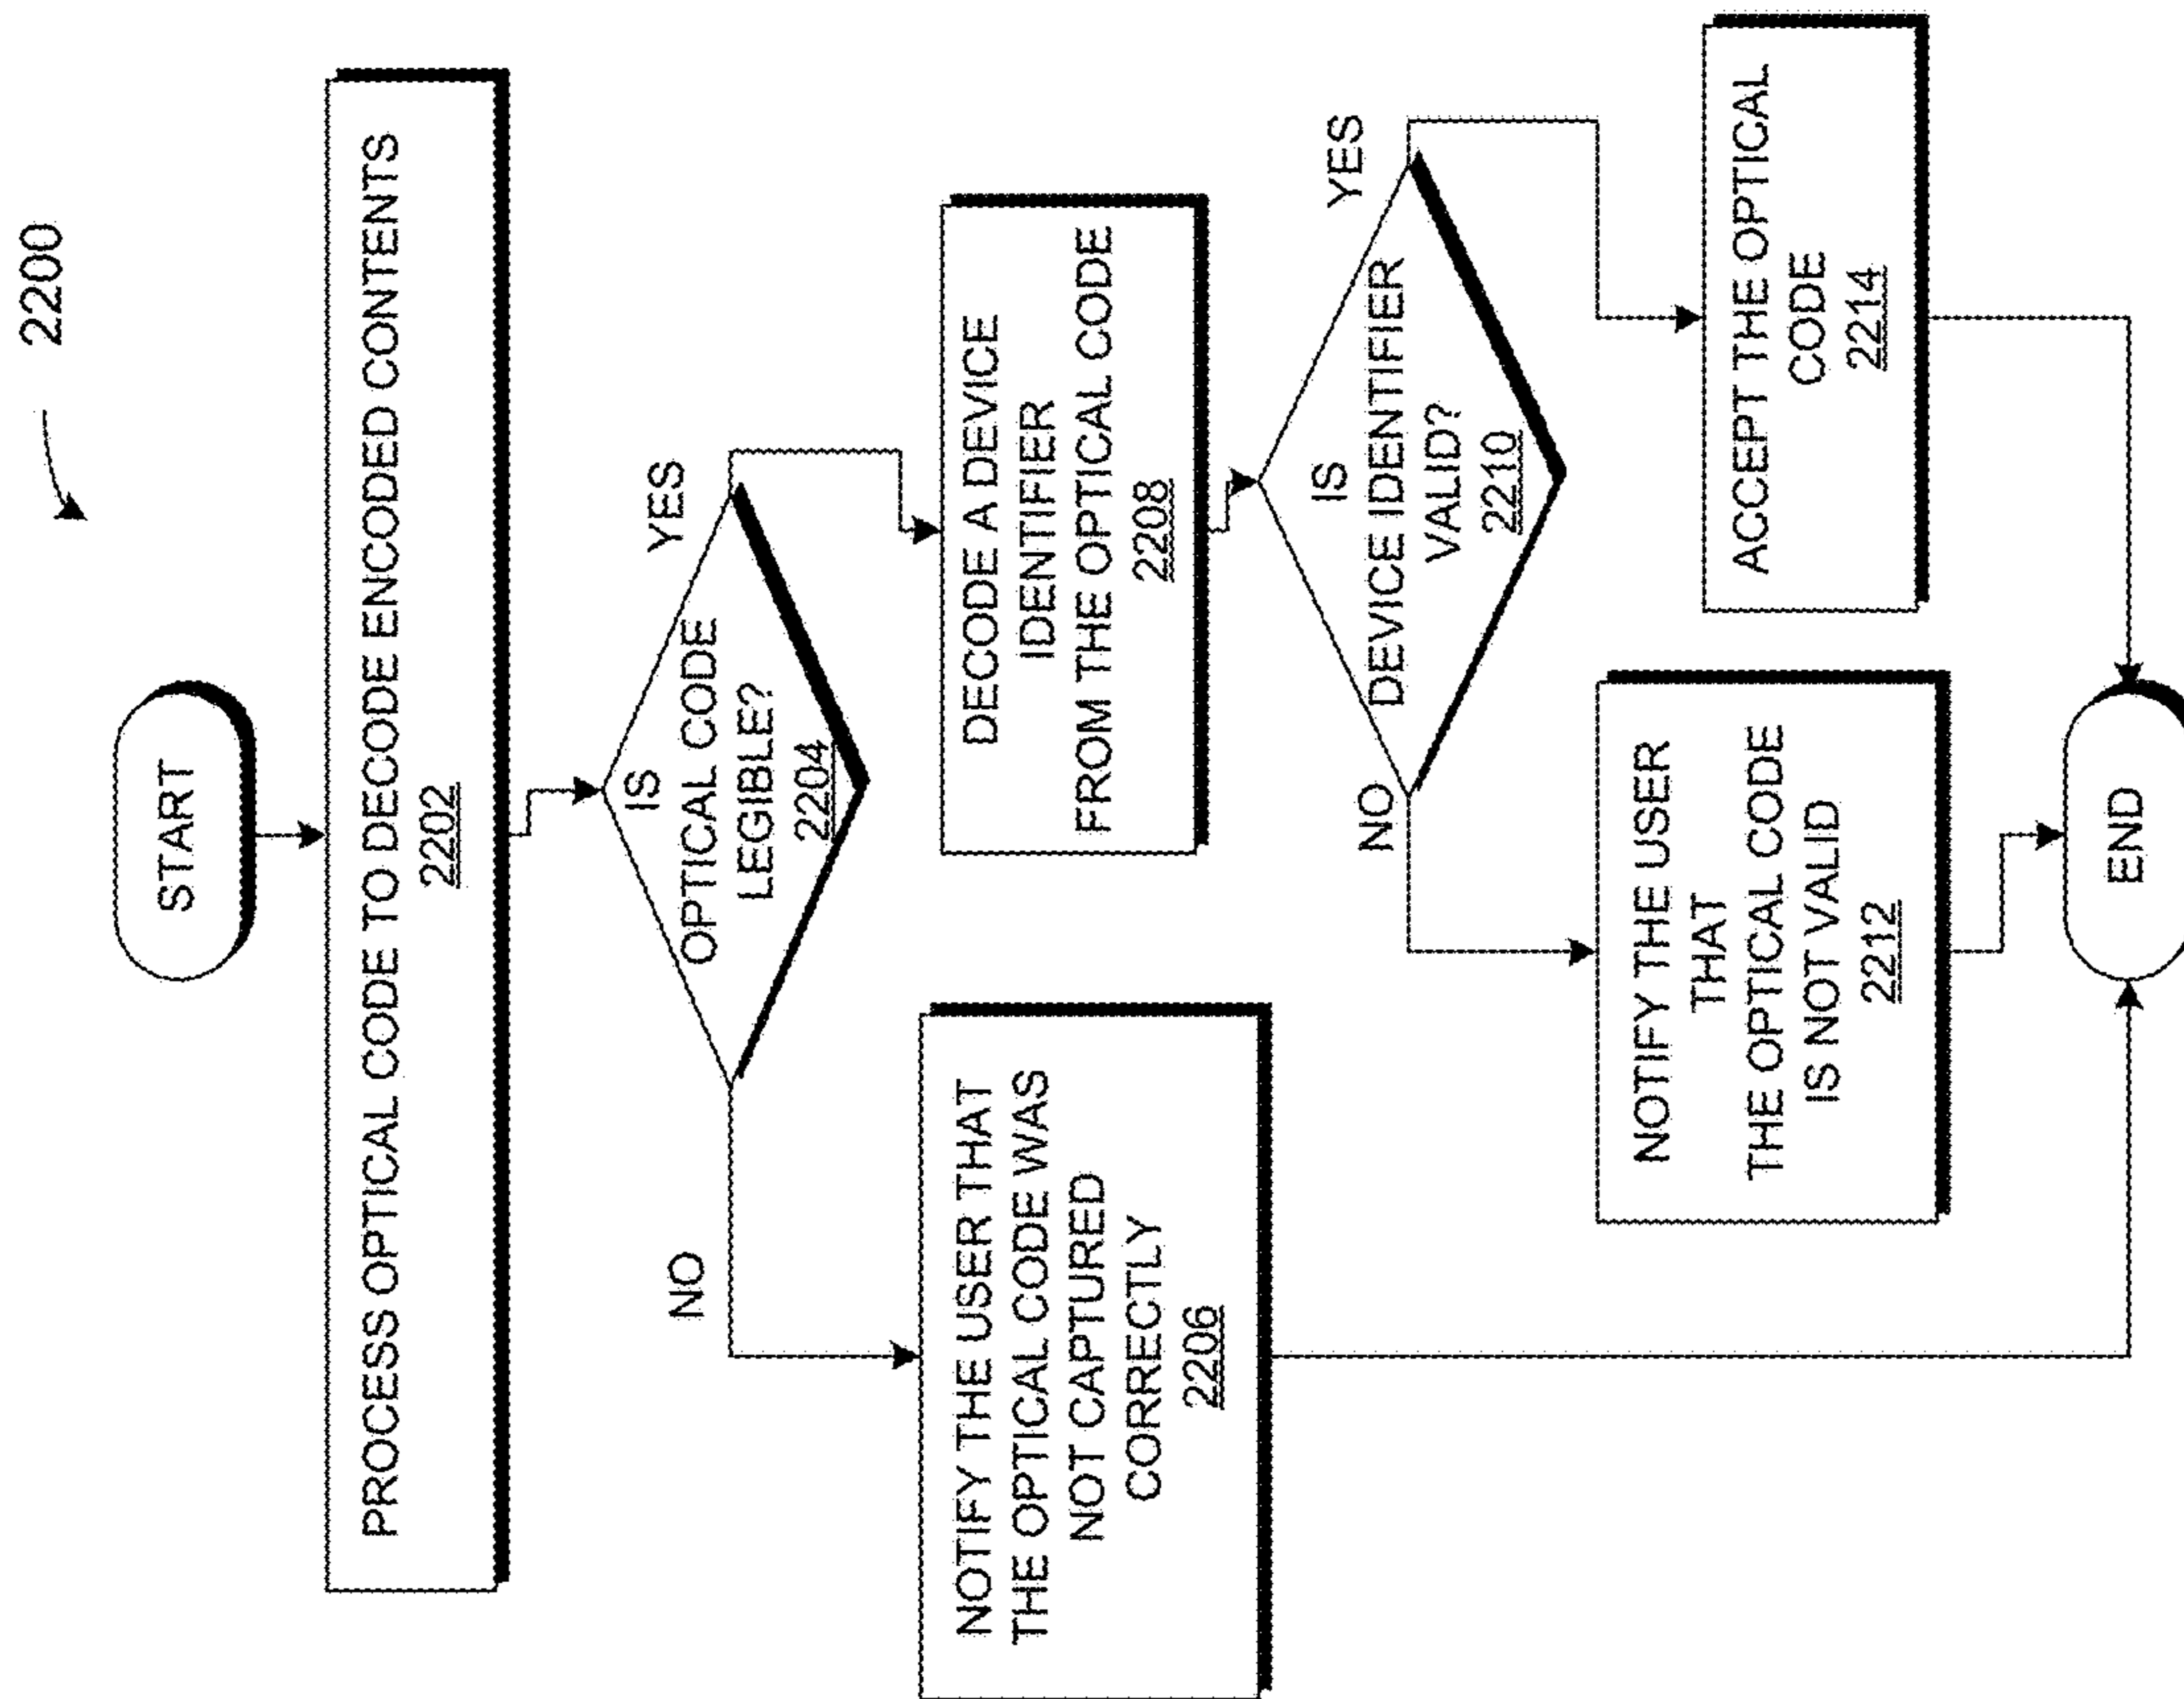 2200
START
PROCESS OPTICAL CODE TO DECODE ENCODED CONTENTS
2202
IS
OPTICAL CODE
LEGIBLE?
2204
NO
YES
NOTIFY THE USER THAT
THE OPTICAL CODE WAS
NOT CAPTURED
CORRECTLY
2206
DECODE A DEVICE
IDENTIFIER
FROM THE OPTICAL CODE
2208
IS
DEVICE IDENTIFIER
VALID?
2210
NO
YES
NOTIFY THE USER
THAT
THE OPTICAL CODE
IS NOT VALID
2212
ACCEPT THE OPTICAL
CODE
2214
END